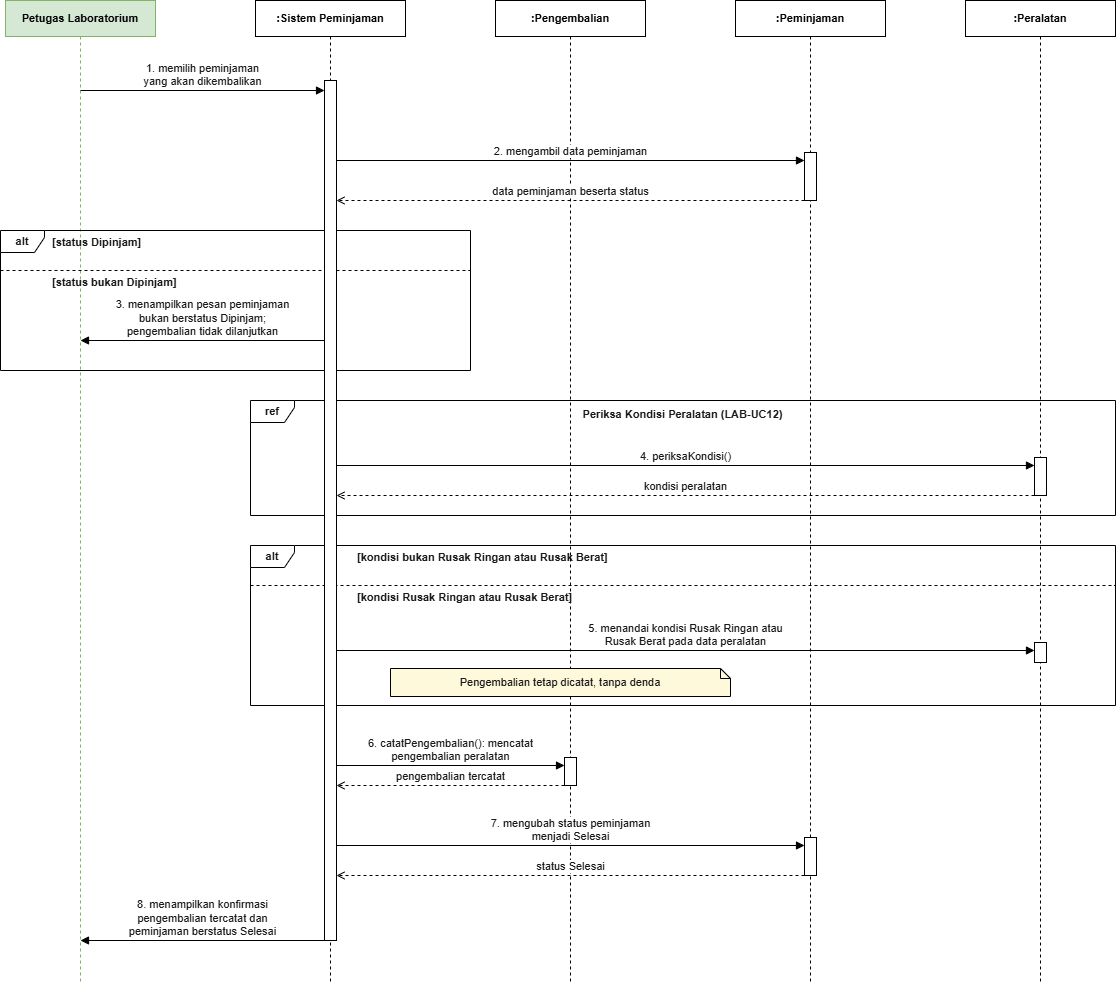 Petugas Laboratorium
:Sistem Peminjaman
:Pengembalian
:Peminjaman
:Peralatan
1. memilih peminjaman
yang akan dikembalikan
2. mengambil data peminjaman
data peminjaman beserta status
alt
[status Dipinjam]
[status bukan Dipinjam]
3. menampilkan pesan peminjaman
bukan berstatus Dipinjam;
pengembalian tidak dilanjutkan
ref
Periksa Kondisi Peralatan (LAB-UC12)
4. periksaKondisi()
kondisi peralatan
alt
[kondisi bukan Rusak Ringan atau Rusak Berat]
[kondisi Rusak Ringan atau Rusak Berat]
5. menandai kondisi Rusak Ringan atau
Rusak Berat pada data peralatan
Pengembalian tetap dicatat, tanpa denda
6. catatPengembalian(): mencatat
pengembalian peralatan
pengembalian tercatat
7. mengubah status peminjaman
menjadi Selesai
status Selesai
8. menampilkan konfirmasi
pengembalian tercatat dan
peminjaman berstatus Selesai